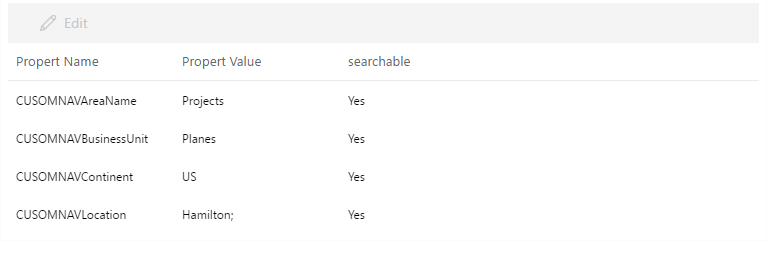 Edit
Propert Name Propert Value searchable
CUSOMNAVAreaName Projects Yes
CUSOMNAVBusinessUnit Planes Yes
CUSOMNAVContinent US Yes
CUSOMNAVLocation Hamilton; Yes